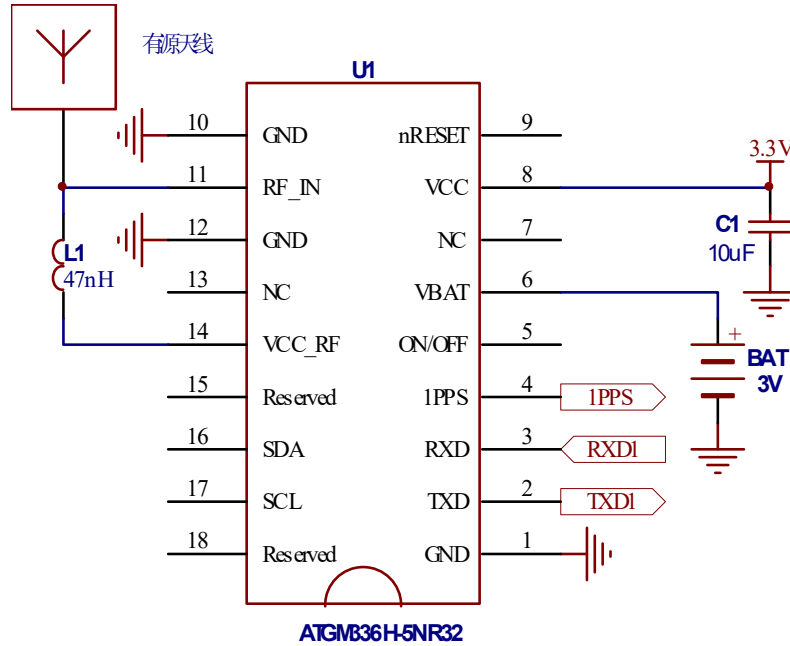 有源天线
U1
10 GND nRESET 9
11 RF_IN VCC 8
12 GND NC 7
13 NC VBAT 6
14 VCC_RF ON/OFF 5
15 Reserved 1PPS 4 1PPS
16 SDA RXD 3 RXD1
17 SCL TXD 2 TXD1
18 Reserved GND 1
ATGM336H-5NR32
L1
47nH
3.3V
C1
10uF
+
BAT
3V